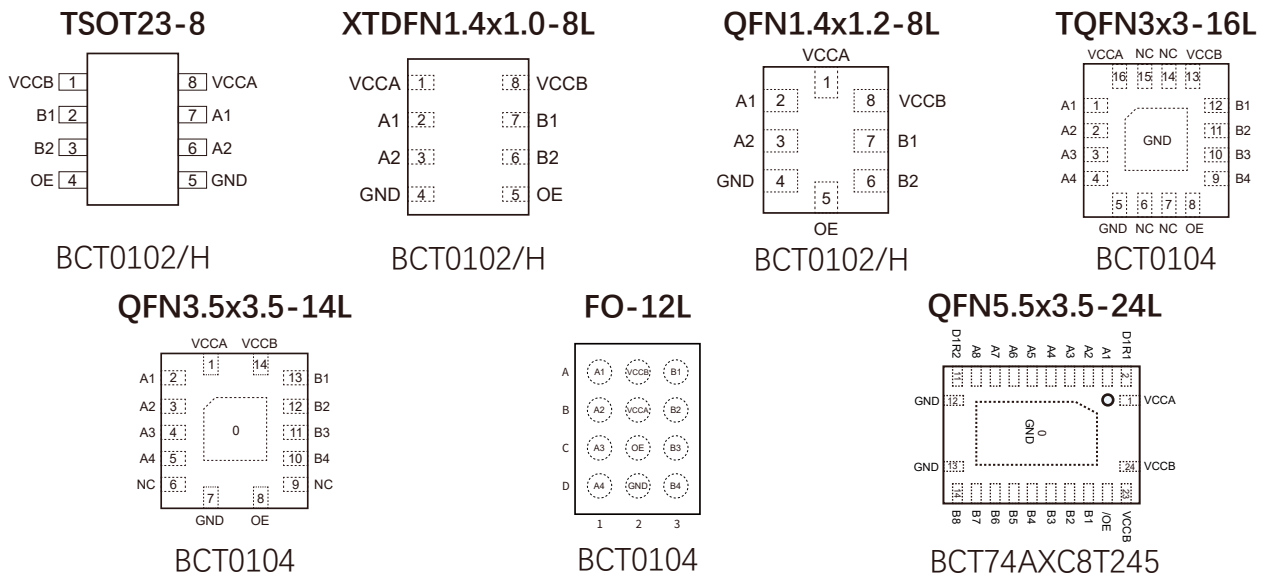 TSOT23-8
XTDFN1.4x1.0-8L
QFN1.4x1.2-8L
TQFN3x3-16L
VCCB 1
8 VCCA
B1 2
7 A1
B2 3
6 A2
OE 4
5 GND
BCT0102/H
VCCA 1
8 VCCB
A1 2
7 B1
A2 3
6 B2
GND 4
5 OE
BCT0102/H
VCCA
1
A1 2
8 VCCB
A2 3
7 B1
GND 4
6 B2
5
OE
BCT0102/H
VCCA NC NC VCCB
16 15 14 13
A1 1
12 B1
A2 2
11 B2
GND
A3 3
10 B3
A4 4
9 B4
5 6 7 8
GND NC NC OE
BCT0104
QFN3.5x3.5-14L
FO-12L
QFN5.5x3.5-24L
VCCA VCCB
1 14
A1 2
13 B1
A2 3
12 B2
A3 4
0
11 B3
A4 5
10 B4
NC 6
9 NC
7 8
GND OE
BCT0104
A A1 VCCB B1
B A2 VCCA B2
C A3 OE B3
D A4 GND B4
1 2 3
BCT0104
D1R2 A8 A7 A6 A5 A4 A3 A2 A1 D1R1
11 2
GND 12
1 VCCA
0
GND
GND 13
24 VCCB
14 23
B8 B7 B6 B5 B4 B3 B2 B1 /OE VCCB
BCT74AXC8T245